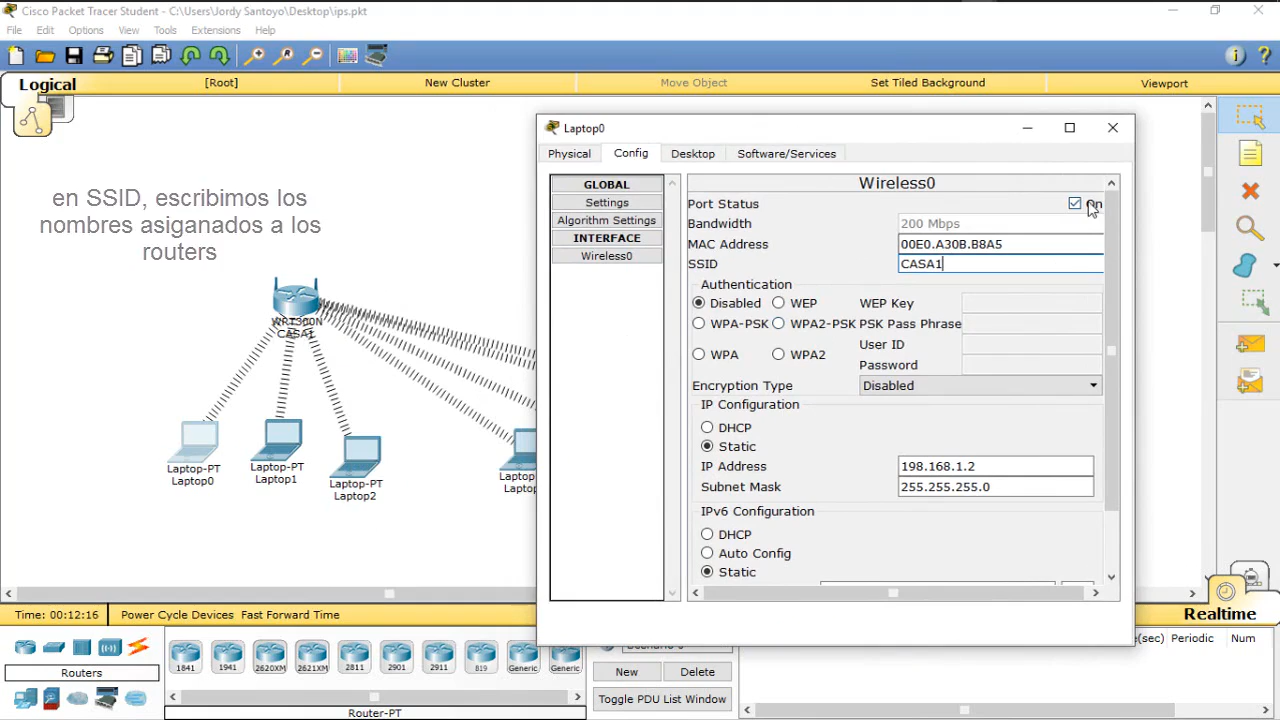 Cisco Packet Tracer Student - C:\Users\Jordy Santoyo\Desktop\ips.pkt
File Edit Options View Tools Extensions Help
Logical [Root] New Cluster Move Object Set Tiled Background Viewport
en SSID, escribimos los
nombres asiganados a los
routers
WRT300N
CASA1
Laptop-PT
Laptop0
Laptop-PT
Laptop1
Laptop-PT
Laptop2
Laptop0
Physical Config Desktop Software/Services
GLOBAL
Settings
Algorithm Settings
INTERFACE
Wireless0
Wireless0
Port Status On
Bandwidth 200 Mbps
MAC Address 00E0.A30B.B8A5
SSID CASA1
Authentication
Disabled WEP WEP Key
WPA-PSK WPA2-PSK PSK Pass Phrase
User ID
WPA WPA2
Password
Encryption Type Disabled
IP Configuration
DHCP
Static
IP Address 198.168.1.2
Subnet Mask 255.255.255.0
IPv6 Configuration
DHCP
Auto Config
Static
Time: 00:12:16 Power Cycle Devices Fast Forward Time Realtime
Routers
1841 1941 2620XM 2621XM 2811 2901 2911 819 Generic Generic
Router-PT
New Delete
Toggle PDU List Window
(sec) Periodic Num